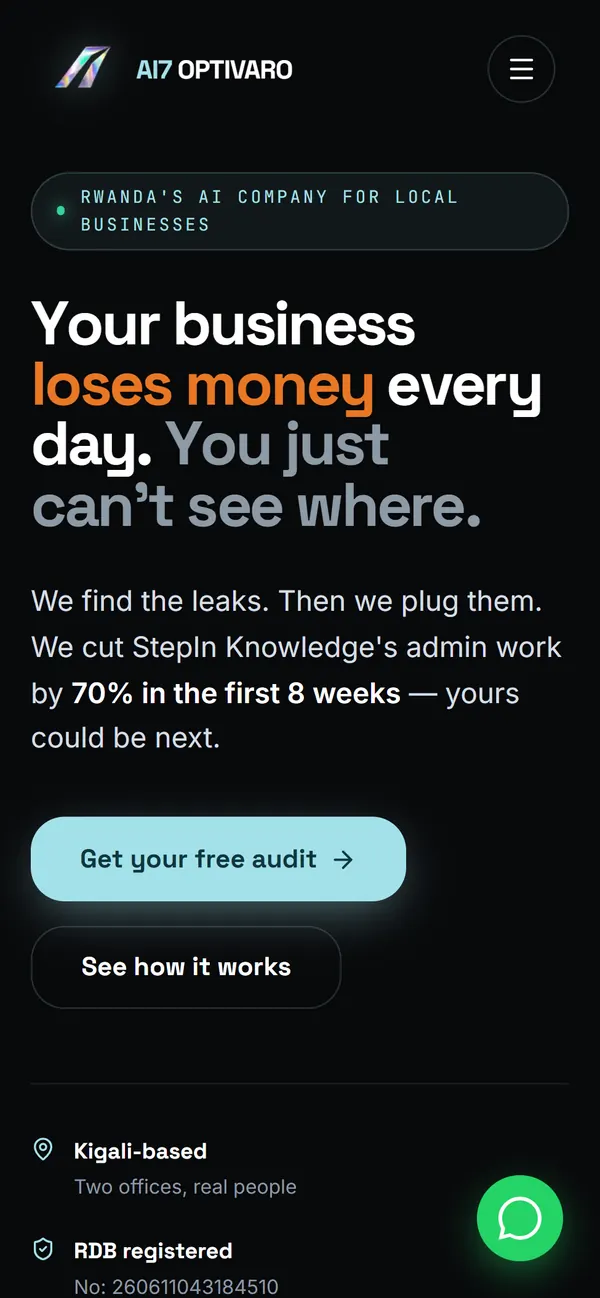 AI7 OPTIVARO
RWANDA'S AI COMPANY FOR LOCAL
BUSINESSES
Your business
loses money every
day. You just
can’t see where.
We find the leaks. Then we plug them.
We cut StepIn Knowledge's admin work
by 70% in the first 8 weeks — yours
could be next.
Get your free audit →
See how it works
Kigali-based
Two offices, real people
RDB registered
No: 260611043184510